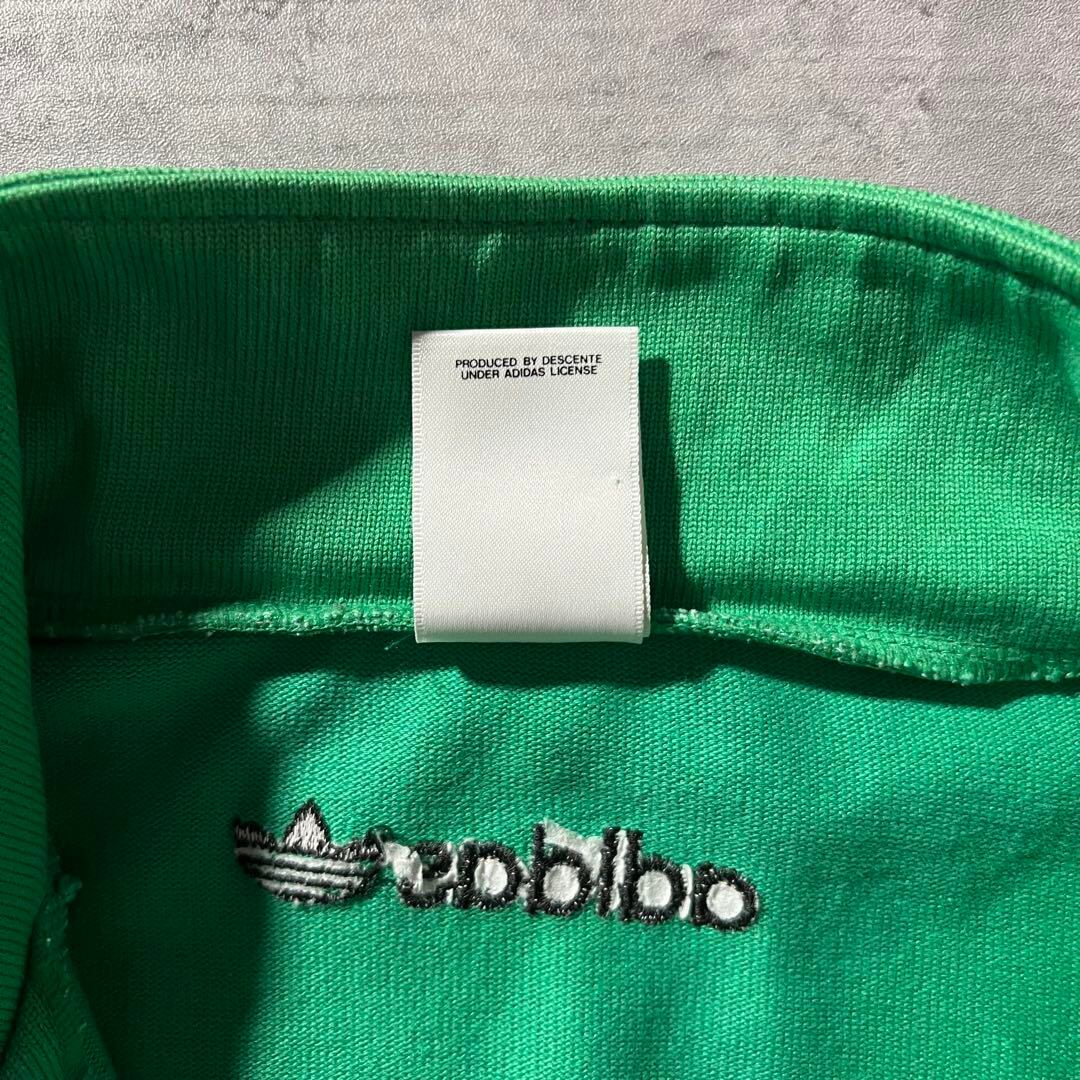 PRODUCED BY DESCENTE
UNDER ADIDAS LICENSE
adidas